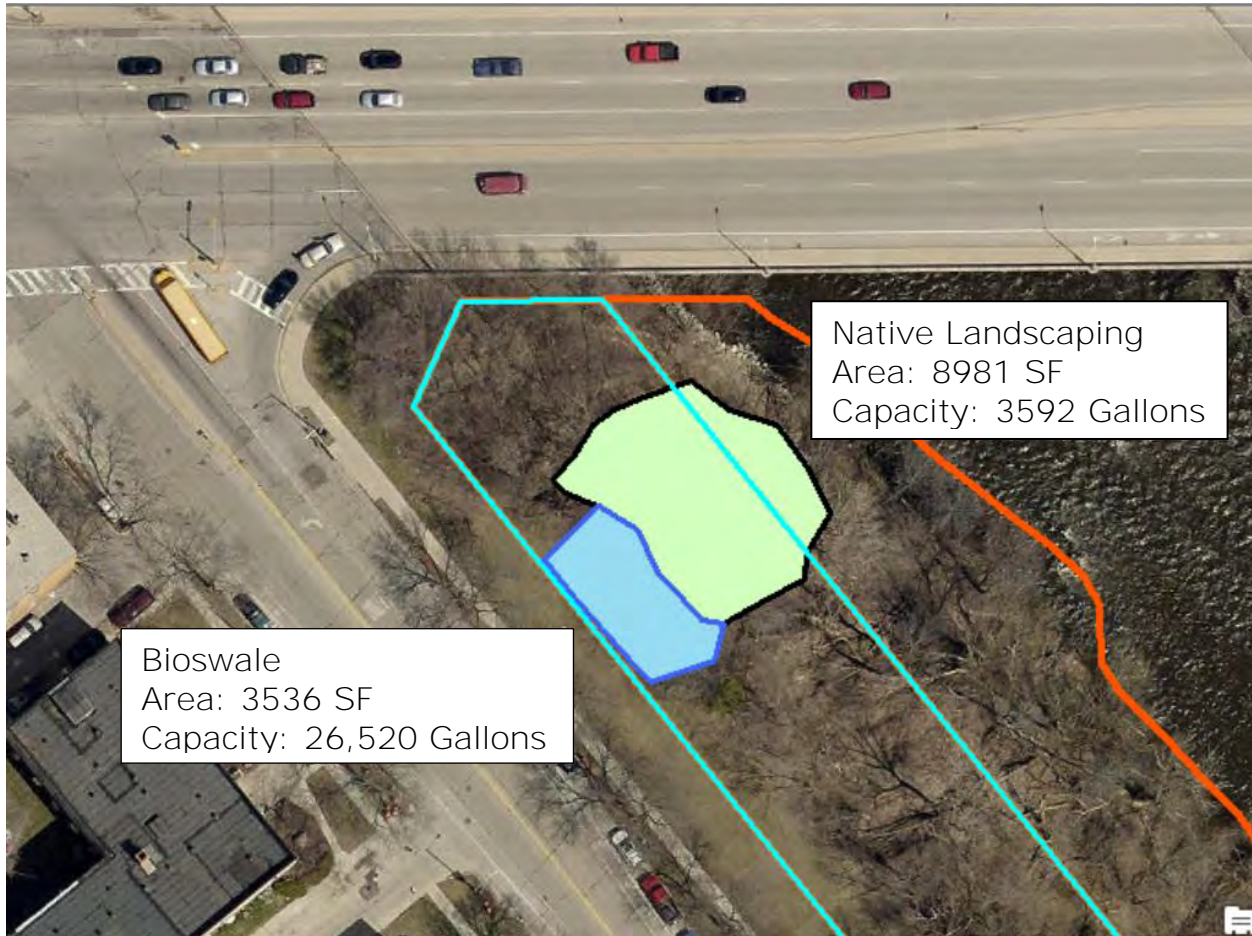 Native Landscaping
Area: 8981 SF
Capacity: 3592 Gallons
Bioswale
Area: 3536 SF
Capacity: 26,520 Gallons